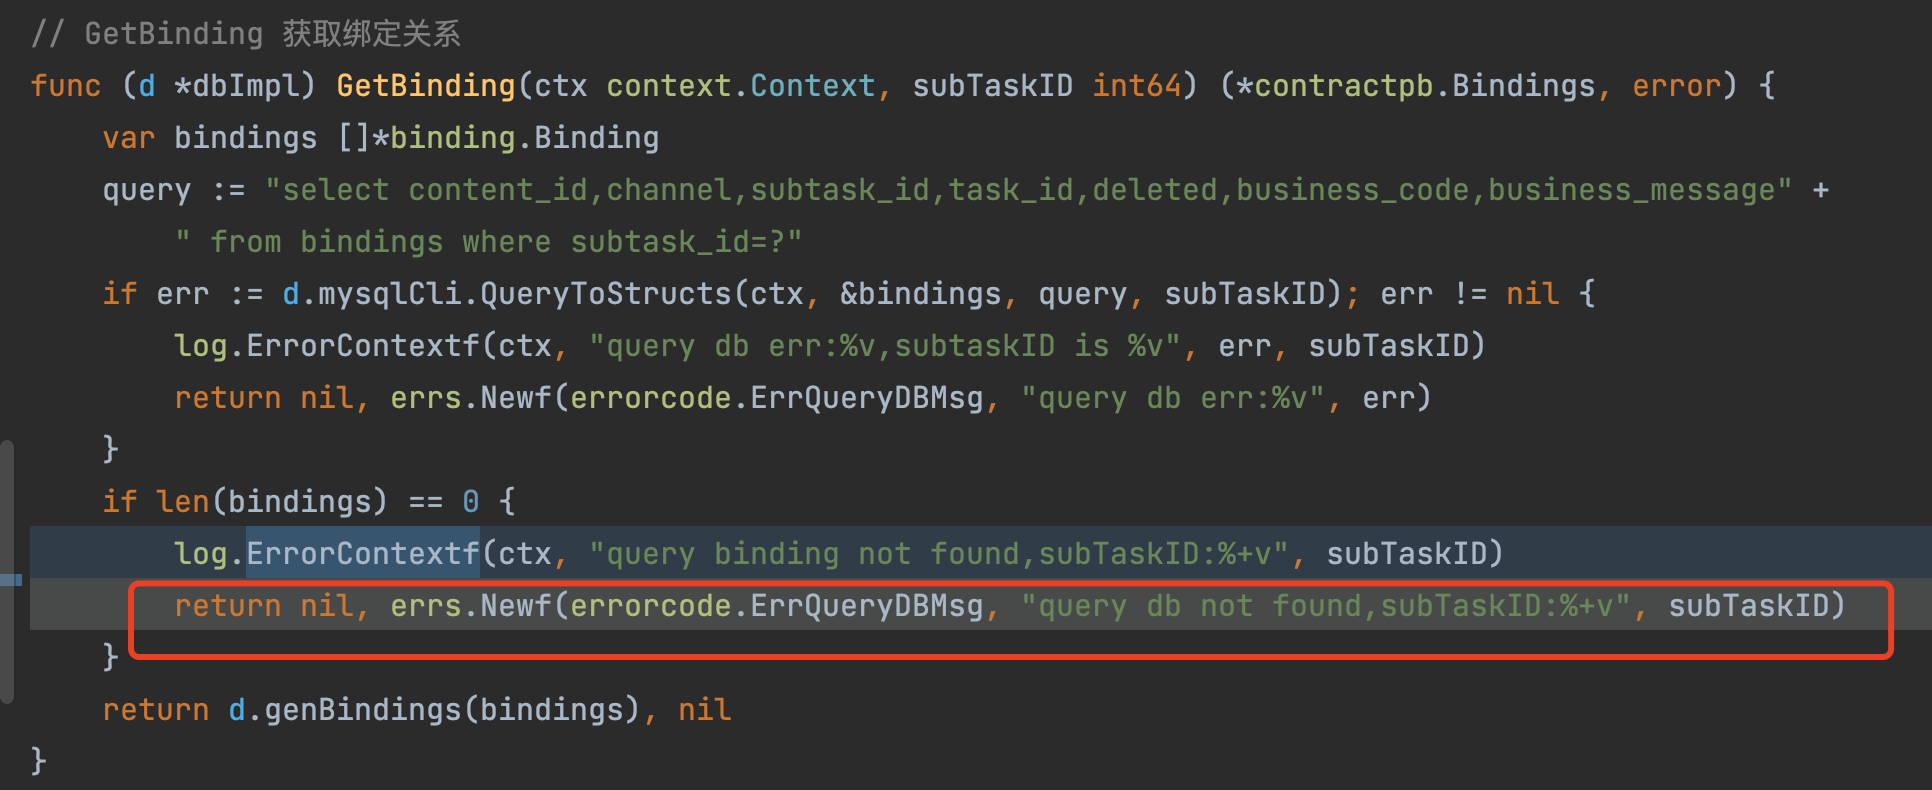 // GetBinding 获取绑定关系
func (d *dbImpl) GetBinding(ctx context.Context, subTaskID int64) (*contractpb.Bindings, error) {
    var bindings []*binding.Binding
    query := "select content_id,channel,subtask_id,task_id,deleted,business_code,business_message" +
        " from bindings where subtask_id=?"
    if err := d.mysqlCli.QueryToStructs(ctx, &bindings, query, subTaskID); err != nil {
        log.ErrorContextf(ctx, "query db err:%v,subtaskID is %v", err, subTaskID)
        return nil, errs.Newf(errorcode.ErrQueryDBMsg, "query db err:%v", err)
    }
    if len(bindings) == 0 {
        log.ErrorContextf(ctx, "query binding not found,subTaskID:%+v", subTaskID)
        return nil, errs.Newf(errorcode.ErrQueryDBMsg, "query db not found,subTaskID:%+v", subTaskID)
    }
    return d.genBindings(bindings), nil
}